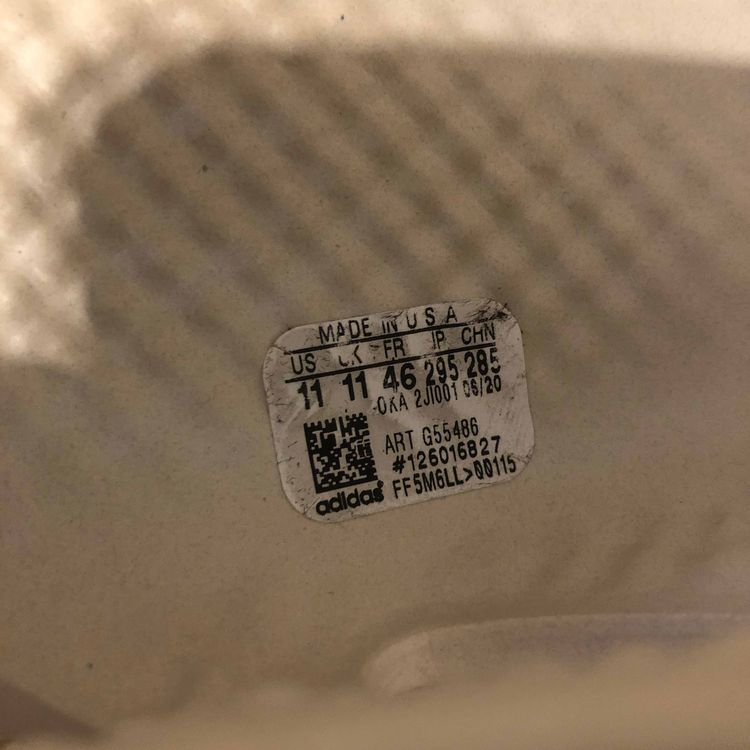 MADE IN U S A
US UK FR JP CHN
11 11 46 295 285
OKA 2JI001 06/20
ART G55486
#126016827
FF5M6LL>00115
adidas